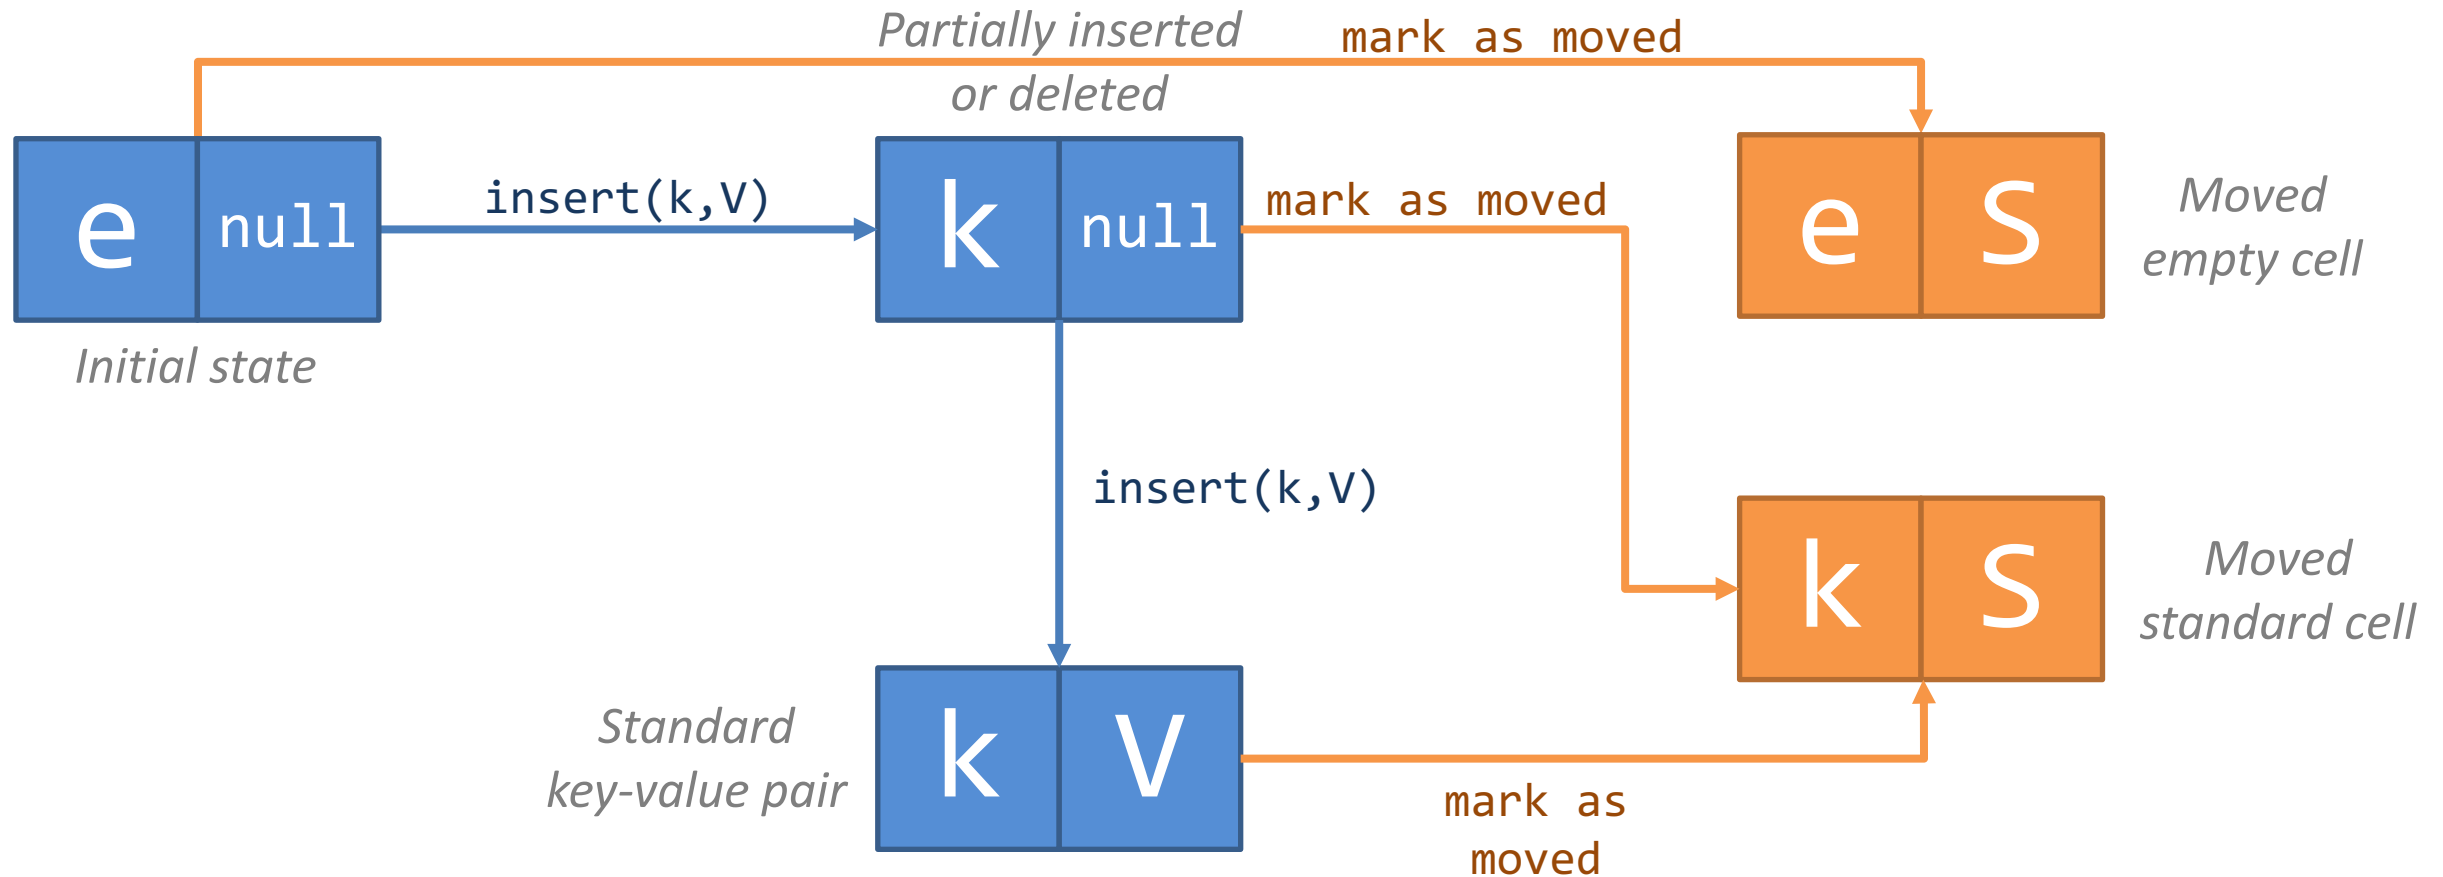 Partially inserted
or deleted
mark as moved
e null
Initial state
insert(k,V)
k null
mark as moved
e S
Moved
empty cell
insert(k,V)
k S
Moved
standard cell
Standard
key-value pair
k V
mark as
moved